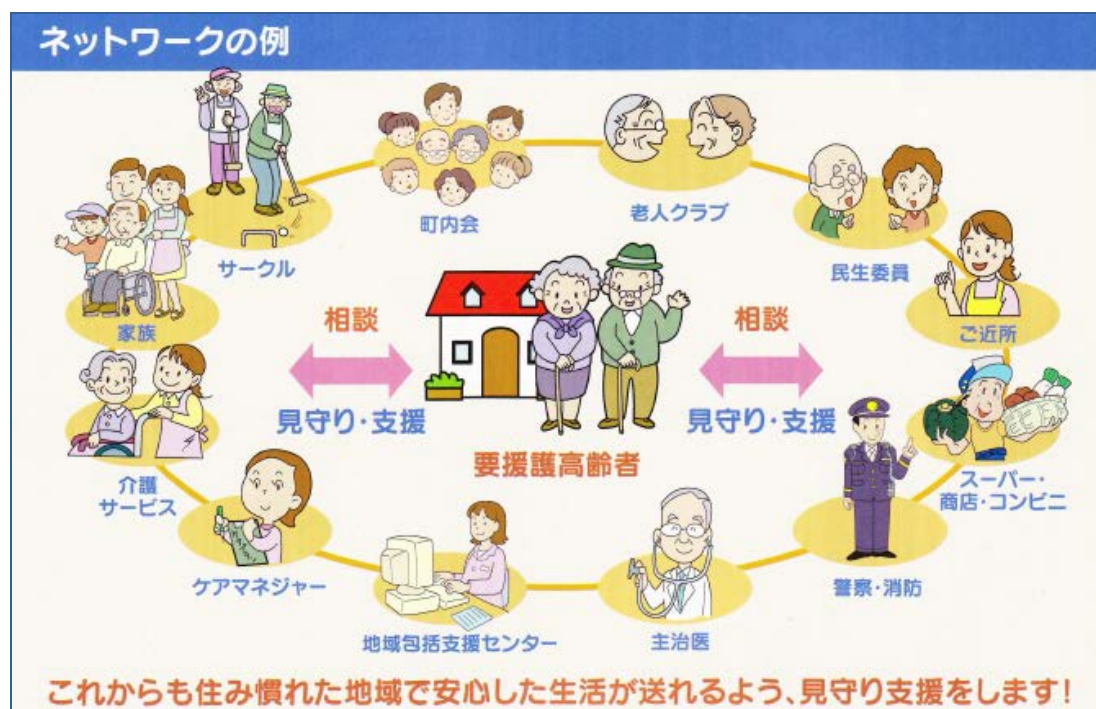 ネットワークの例
町内会
老人クラブ
サークル
民生委員
家族
ご近所
相談
見守り・支援
相談
見守り・支援
要援護高齢者
介護
サービス
スーパー・
商店・コンビニ
ケアマネジャー
警察・消防
地域包括支援センター
主治医
これからも住み慣れた地域で安心した生活が送れるよう、見守り支援をします！